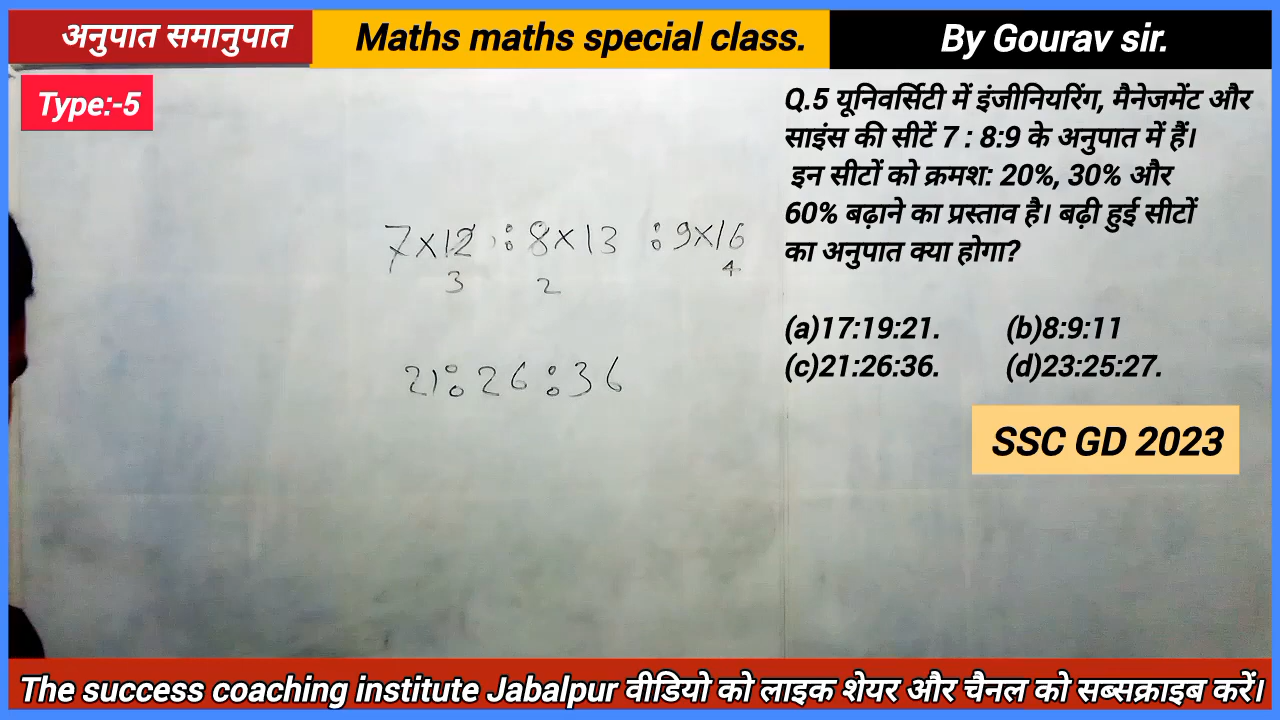 अनुपात समानुपात
Maths maths special class.
By Gourav sir.
Type:-5
Q.5 यूनिवर्सिटी में इंजीनियरिंग, मैनेजमेंट और
साइंस की सीटें 7 : 8:9 के अनुपात में हैं।
इन सीटों को क्रमश: 20%, 30% और
60% बढ़ाने का प्रस्ताव है। बढ़ी हुई सीटों
का अनुपात क्या होगा?
(a)17:19:21. (b)8:9:11
(c)21:26:36. (d)23:25:27.
SSC GD 2023
7×12 : 8×13 : 9×16
3 2 4
21:26:36
The success coaching institute Jabalpur वीडियो को लाइक शेयर और चैनल को सब्सक्राइब करें।